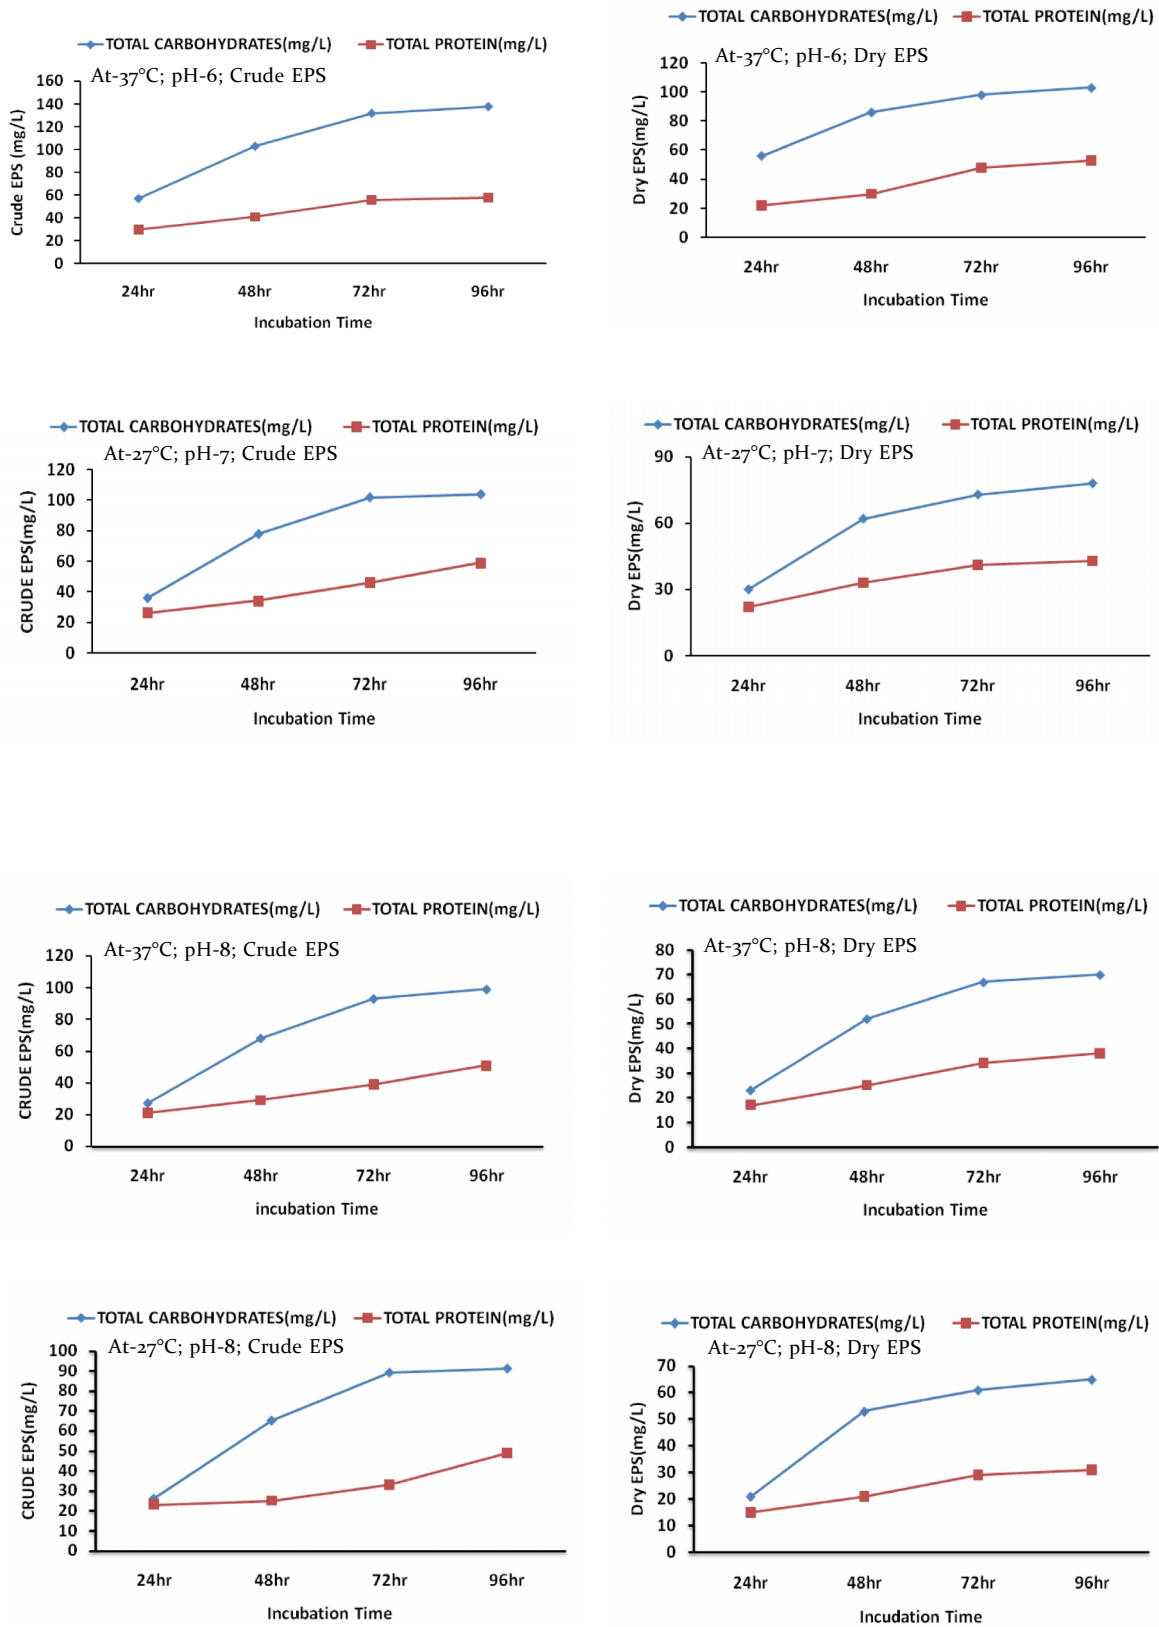 TOTAL CARBOHYDRATES(mg/L) TOTAL PROTEIN(mg/L)
At-37°C; pH-6; Crude EPS
Crude EPS (mg/L)
160
140
120
100
80
60
40
20
0
24hr 48hr 72hr 96hr
Incubation Time
TOTAL CARBOHYDRATES(mg/L) TOTAL PROTEIN(mg/L)
At-37°C; pH-6; Dry EPS
Dry EPS(mg/L)
120
100
80
60
40
20
0
24hr 48hr 72hr 96hr
Incubation Time
TOTAL CARBOHYDRATES(mg/L) TOTAL PROTEIN(mg/L)
At-27°C; pH-7; Crude EPS
CRUDE EPS(mg/L)
120
100
80
60
40
20
0
24hr 48hr 72hr 96hr
Incubation Time
TOTAL CARBOHYDRATES(mg/L) TOTAL PROTEIN(mg/L)
At-27°C; pH-7; Dry EPS
Dry EPS(mg/L)
90
60
30
0
24hr 48hr 72hr 96hr
Incubation Time
TOTAL CARBOHYDRATES(mg/L) TOTAL PROTEIN(mg/L)
At-37°C; pH-8; Crude EPS
CRUDE EPS(mg/L)
120
100
80
60
40
20
0
24hr 48hr 72hr 96hr
incubation Time
TOTAL CARBOHYDRATES(mg/L) TOTAL PROTEIN(mg/L)
At-37°C; pH-8; Dry EPS
Dry EPS(mg/L)
80
70
60
50
40
30
20
10
0
24hr 48hr 72hr 96hr
Incubation Time
TOTAL CARBOHYDRATES(mg/L) TOTAL PROTEIN(mg/L)
At-27°C; pH-8; Crude EPS
CRUDE EPS(mg/L)
100
90
80
70
60
50
40
30
20
10
0
24hr 48hr 72hr 96hr
Incubation Time
TOTAL CARBOHYDRATES(mg/L) TOTAL PROTEIN(mg/L)
At-27°C; pH-8; Dry EPS
Dry EPS(mg/L)
70
60
50
40
30
20
10
0
24hr 48hr 72hr 96hr
Incudation Time